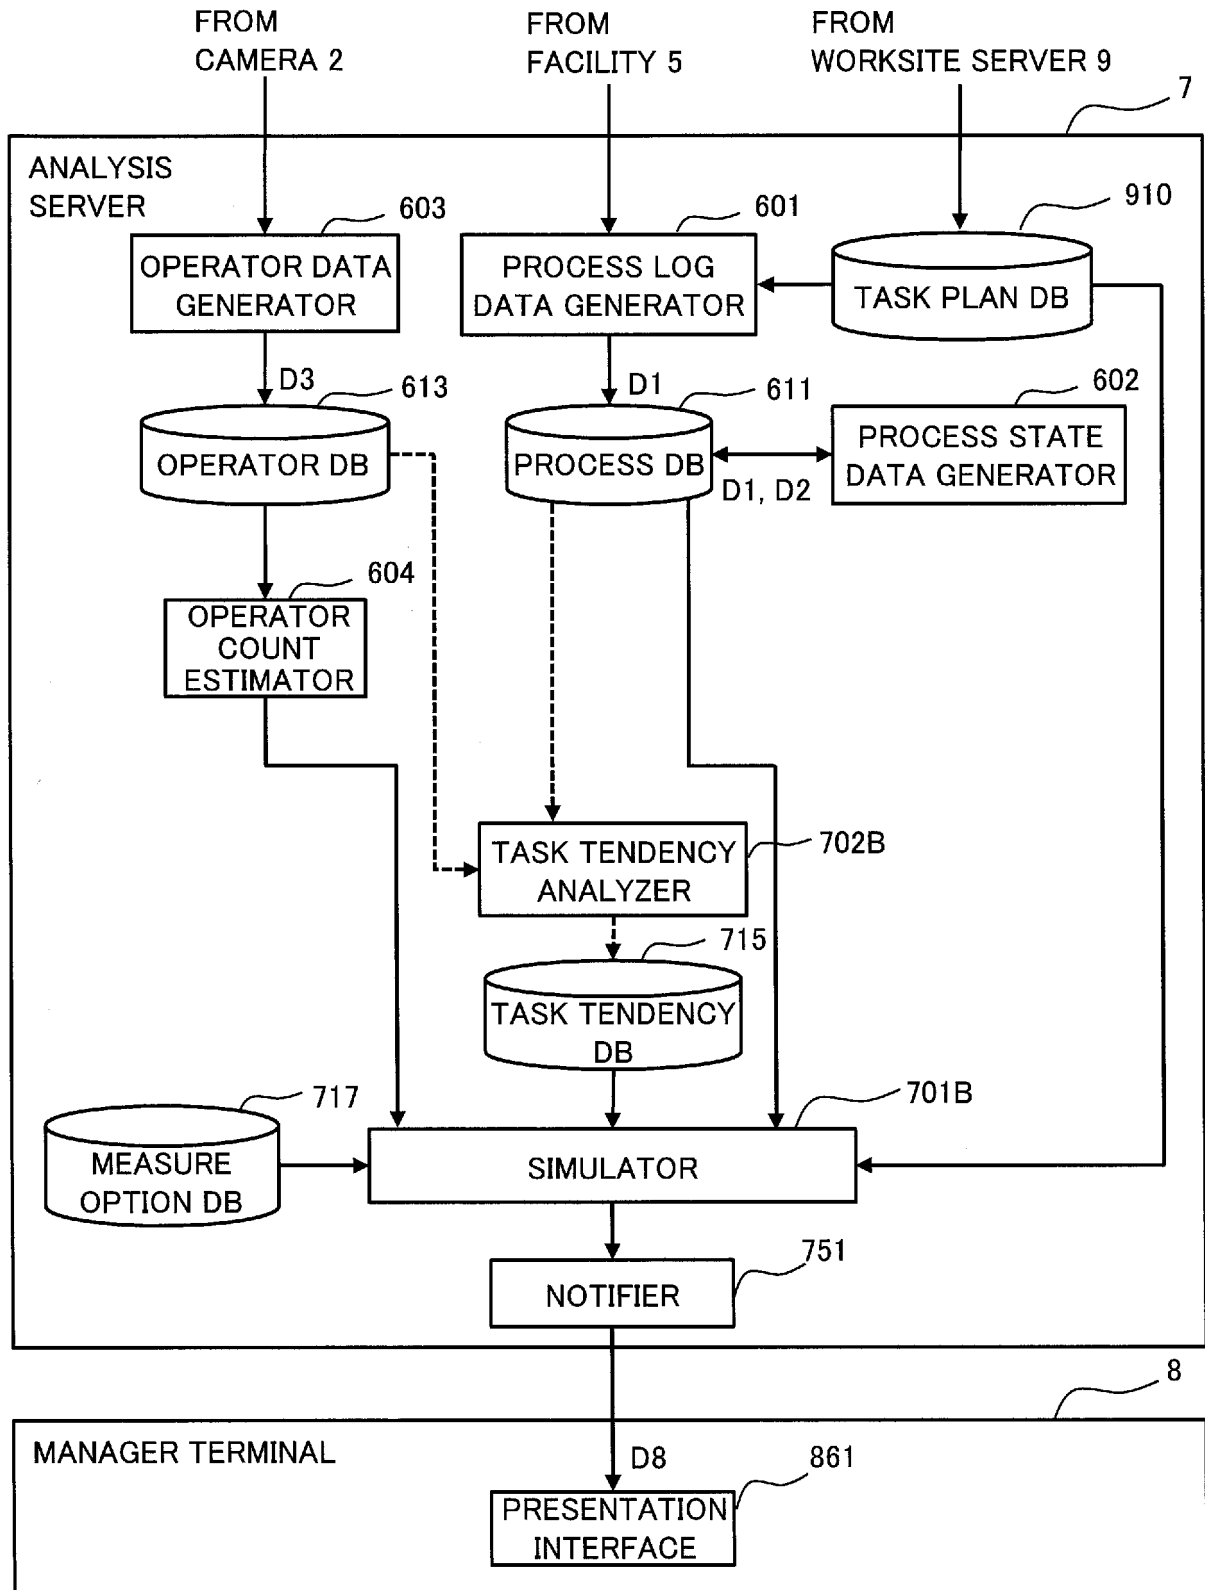 FROM
CAMERA 2
FROM
FACILITY 5
FROM
WORKSITE SERVER 9
7
ANALYSIS
SERVER
603
601
910
OPERATOR DATA
GENERATOR
PROCESS LOG
DATA GENERATOR
TASK PLAN DB
D3
613
D1
611
602
OPERATOR DB
PROCESS DB
PROCESS STATE
DATA GENERATOR
D1, D2
604
OPERATOR
COUNT
ESTIMATOR
TASK TENDENCY
ANALYZER
702B
715
TASK TENDENCY
DB
717
701B
MEASURE
OPTION DB
SIMULATOR
751
NOTIFIER
8
MANAGER TERMINAL
D8
861
PRESENTATION
INTERFACE